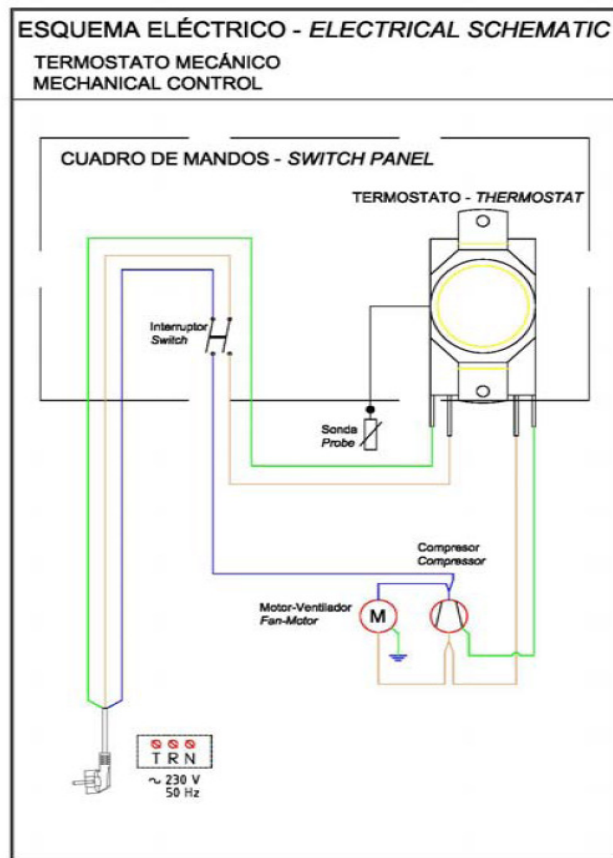 ESQUEMA ELÉCTRICO - ELECTRICAL SCHEMATIC
TERMOSTATO MECÁNICO
MECHANICAL CONTROL
CUADRO DE MANDOS - SWITCH PANEL
TERMOSTATO - THERMOSTAT
Interruptor
Switch
Sonda
Probe
Compresor
Compressor
Motor-Ventilador
Fan-Motor
M
T R N
~ 230 V
50 Hz